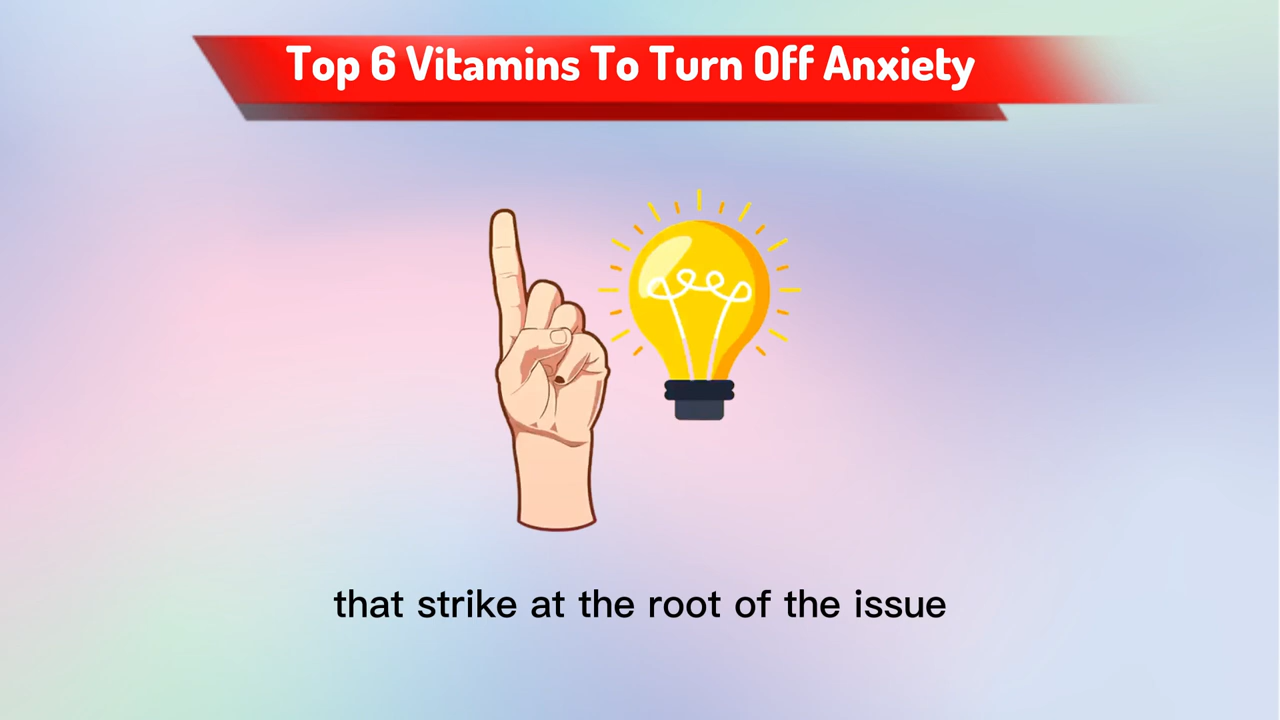 Top 6 Vitamins To Turn Off Anxiety
that strike at the root of the issue